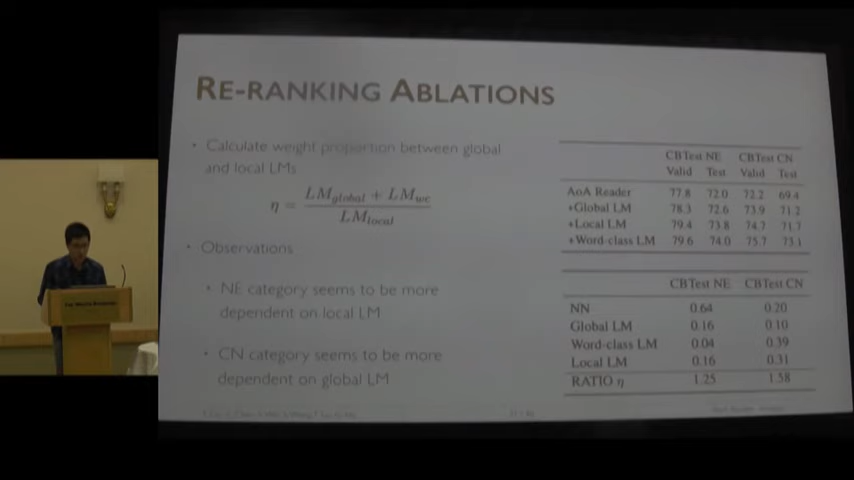 RE-RANKING ABLATIONS
• Calculate weight proportion between global
and local LMs
η = (LM_global + LM_wc) / LM_local
• Observations
• NE category seems to be more
dependent on local LM
• CN category seems to be more
dependent on global LM
CBTest NE CBTest CN
Valid Test Valid Test
AoA Reader 77.8 72.0 72.2 69.4
+Global LM 78.3 72.6 73.9 71.2
+Local LM 79.4 73.8 74.7 71.7
+Word-class LM 79.6 74.0 75.7 73.1
CBTest NE CBTest CN
NN 0.64 0.20
Global LM 0.16 0.10
Word-class LM 0.04 0.39
Local LM 0.16 0.31
RATIO η 1.25 1.58